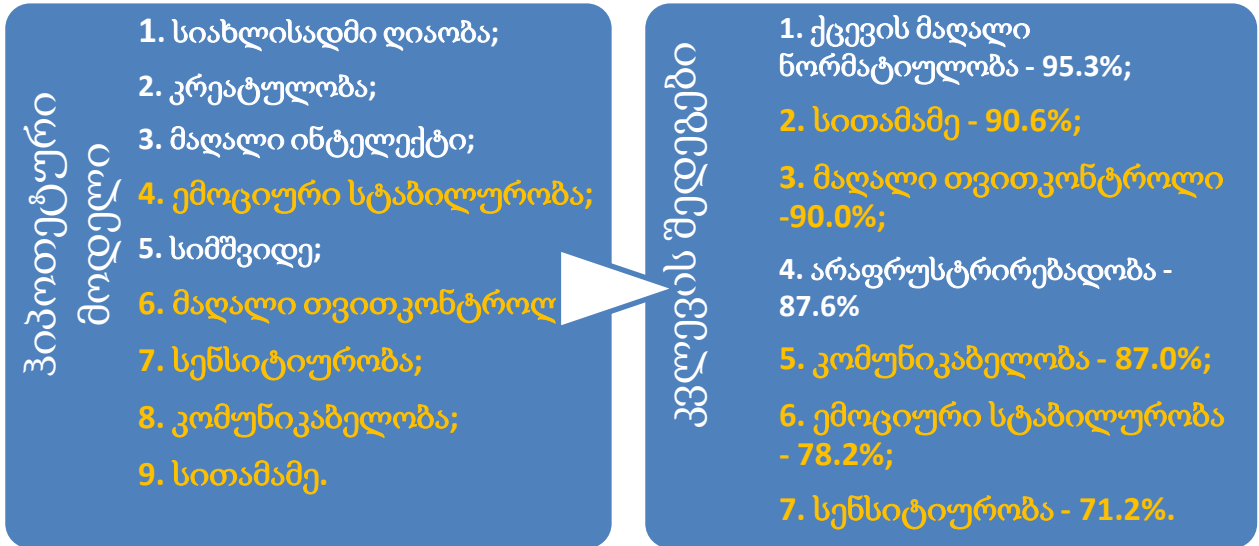 ჰიპოთეტური
მოდელი
1. სიახლისადმი ღიაობა;
2. კრეატულობა;
3. მაღალი ინტელექტი;
4. ემოციური სტაბილურობა;
5. სიმშვიდე;
6. მაღალი თვითკონტროლ
7. სენსიტიურობა;
8. კომუნიკაბელობა;
9. სითამამე.
კვლევის შედეგები
1. ქცევის მაღალი
ნორმატიულობა - 95.3%;
2. სითამამე - 90.6%;
3. მაღალი თვითკონტროლი
-90.0%;
4. არაფრუსტრირებადობა -
87.6%
5. კომუნიკაბელობა - 87.0%;
6. ემოციური სტაბილურობა
- 78.2%;
7. სენსიტიურობა - 71.2%.